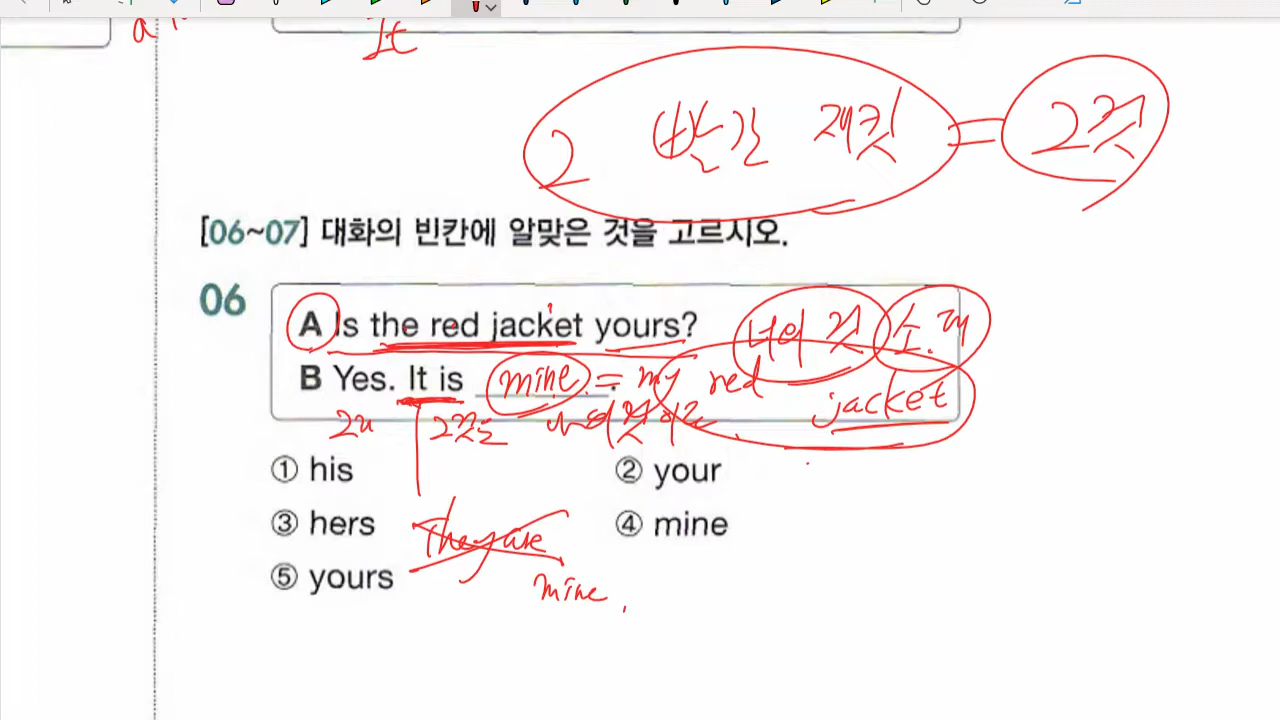 It
그 빨간 재킷 = 그것
[06~07] 대화의 빈칸에 알맞은 것을 고르시오.
06
A Is the red jacket yours? 너의 것 소.대
B Yes. It is mine = my red jacket
그것은
① his ② your
③ hers They are ④ mine
⑤ yours mine.